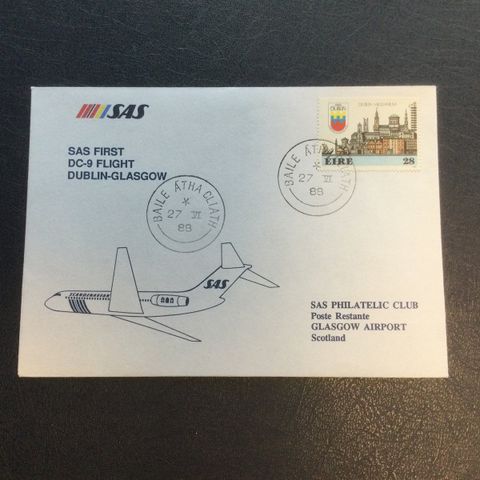 SAS
SAS FIRST
DC-9 FLIGHT
DUBLIN-GLASGOW
DUBLIN MILLENNIUM
ÉIRE 28
BAILE ÁTHA CLIATH
27 VI
88
BAILE ÁTHA CLIATH
27 VI
88
SCANDINAVIAN
SAS
SAS PHILATELIC CLUB
Poste Restante
GLASGOW AIRPORT
Scotland